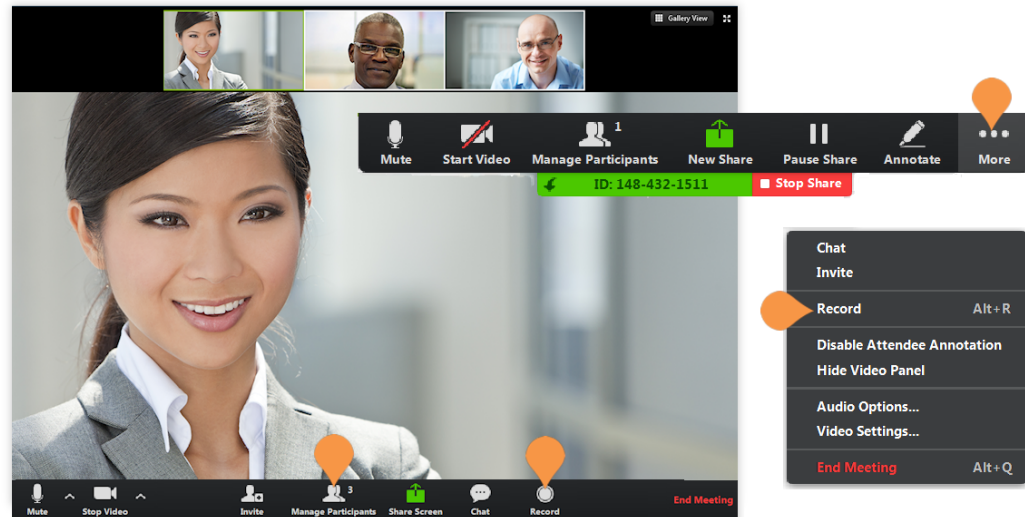 Gallery View
1
Mute Start Video Manage Participants New Share Pause Share Annotate More
ID: 148-432-1511 Stop Share
Chat
Invite
Record Alt+R
Disable Attendee Annotation
Hide Video Panel
Audio Options...
Video Settings...
End Meeting Alt+Q
3
Mute Stop Video Invite Manage Participants Share Screen Chat Record End Meeting